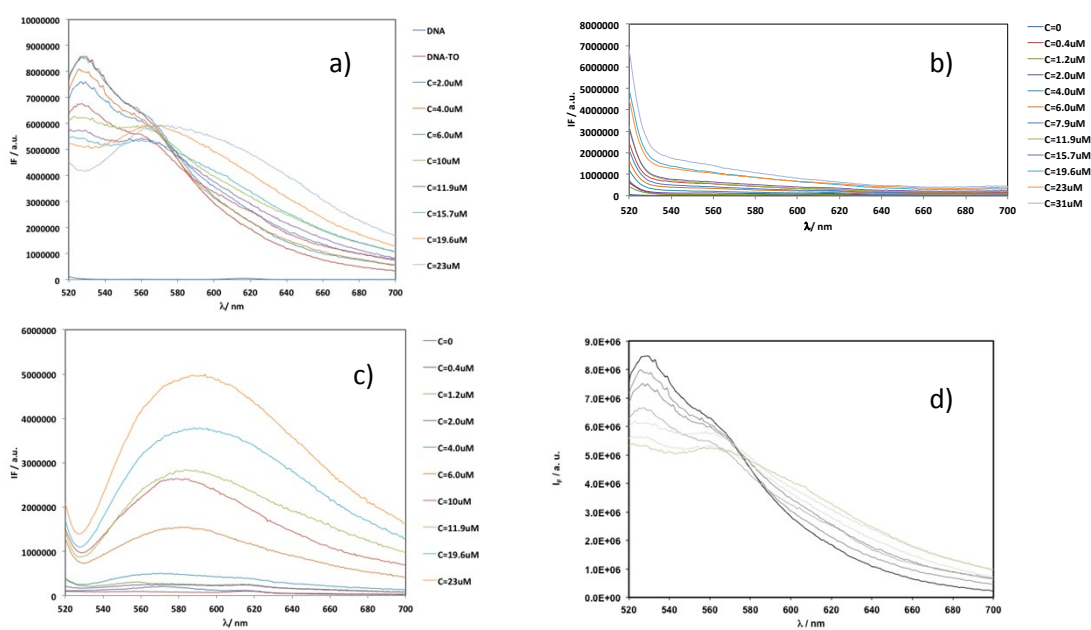 a)
10000000
9000000
8000000
7000000
6000000
5000000
4000000
3000000
2000000
1000000
0
IF / a.u.
520 540 560 580 600 620 640 660 680 700
λ/ nm
DNA
DNA-TO
C=2.0uM
C=4.0uM
C=6.0uM
C=10uM
C=11.9uM
C=15.7uM
C=19.6uM
C=23uM
b)
8000000
7000000
6000000
5000000
4000000
3000000
2000000
1000000
0
IF / a.u.
520 540 560 580 600 620 640 660 680 700
λ/ nm
C=0
C=0.4uM
C=1.2uM
C=2.0uM
C=4.0uM
C=6.0uM
C=7.9uM
C=11.9uM
C=15.7uM
C=19.6uM
C=23uM
C=31uM
c)
6000000
5000000
4000000
3000000
2000000
1000000
0
IF / a.u.
520 540 560 580 600 620 640 660 680 700
λ/ nm
C=0
C=0.4uM
C=1.2uM
C=2.0uM
C=4.0uM
C=6.0uM
C=10uM
C=11.9uM
C=19.6uM
C=23uM
d)
9.0E+06
8.0E+06
7.0E+06
6.0E+06
5.0E+06
4.0E+06
3.0E+06
2.0E+06
1.0E+06
0.0E+00
IF / a. u.
520 540 560 580 600 620 640 660 680 700
λ / nm